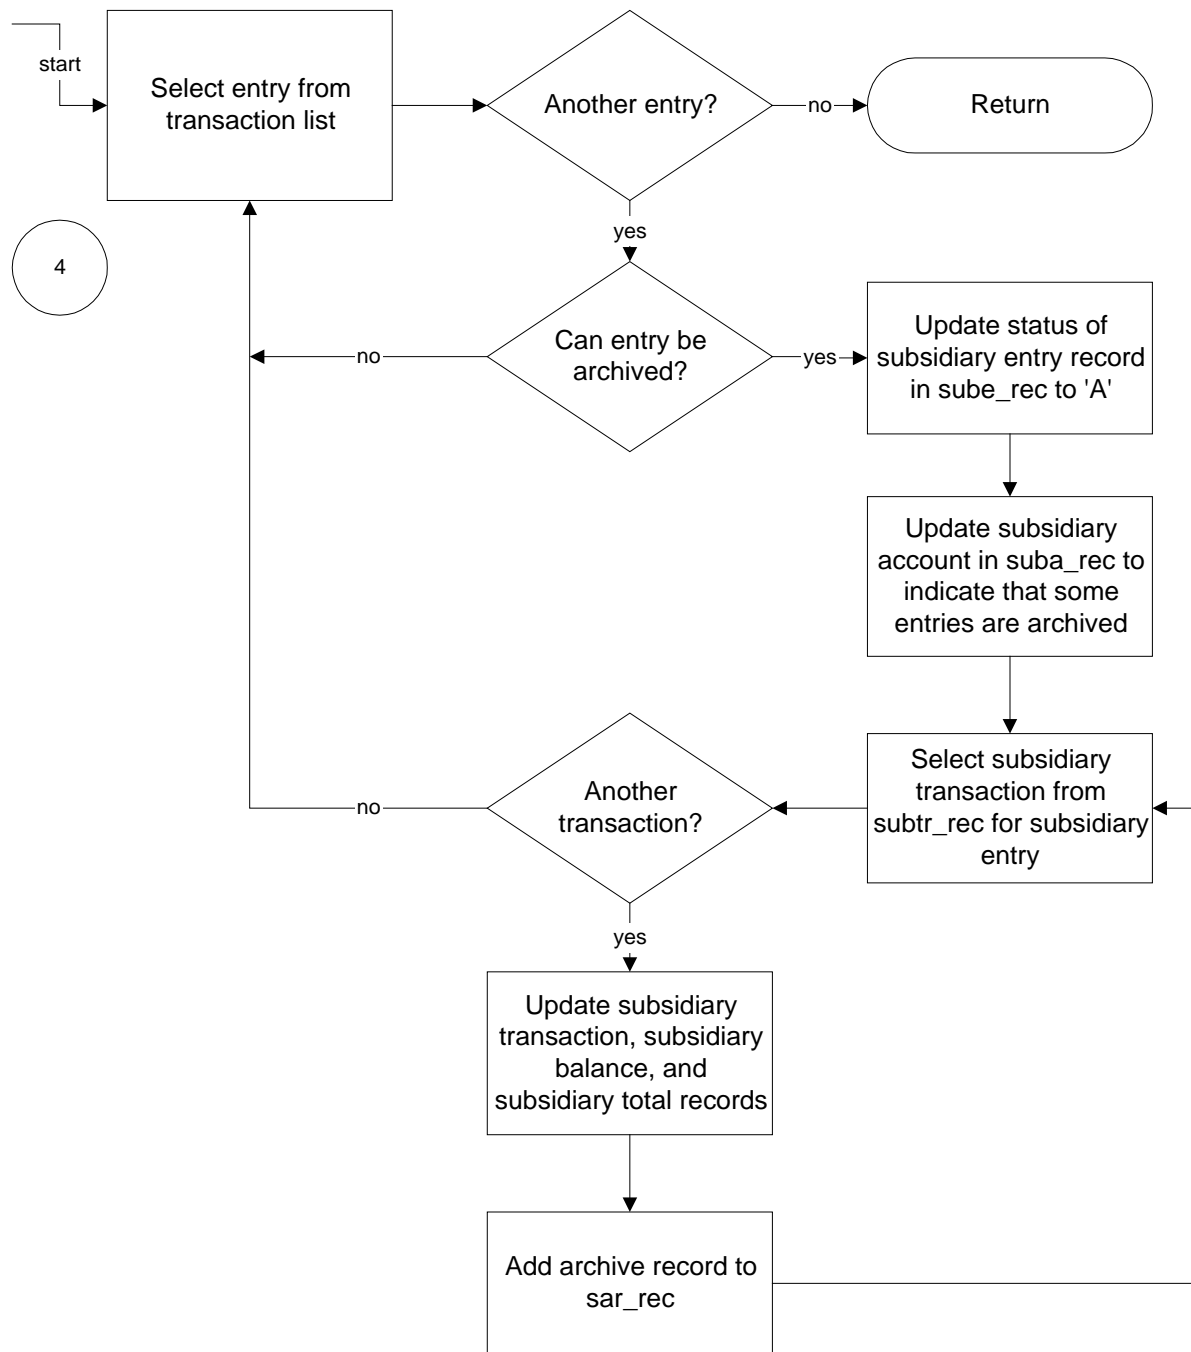 start
Select entry from
transaction list
Another entry?
no
Return
yes
4
Can entry be
archived?
no
yes
Update status of
subsidiary entry record
in sube_rec to 'A'
Update subsidiary
account in suba_rec to
indicate that some
entries are archived
Select subsidiary
transaction from
subtr_rec for subsidiary
entry
Another
transaction?
no
yes
Update subsidiary
transaction, subsidiary
balance, and
subsidiary total records
Add archive record to
sar_rec